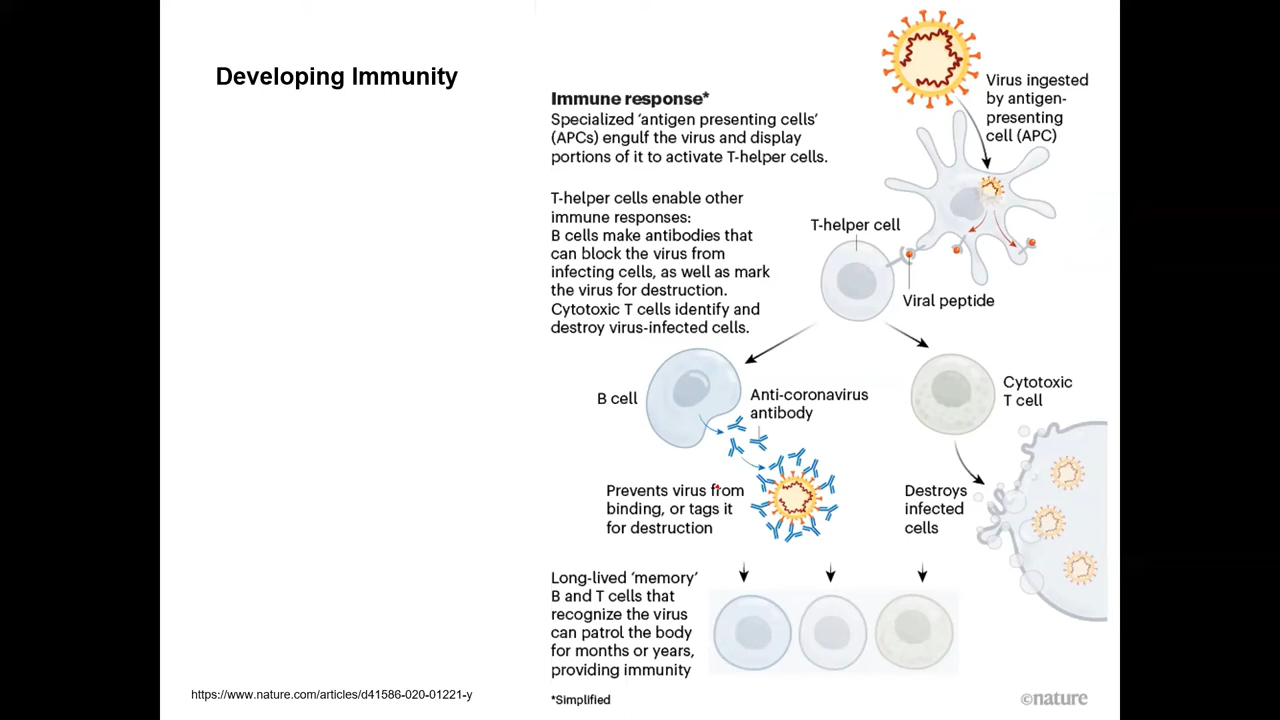 Developing Immunity
Immune response*
Specialized ‘antigen presenting cells’
(APCs) engulf the virus and display
portions of it to activate T-helper cells.
T-helper cells enable other
immune responses:
B cells make antibodies that
can block the virus from
infecting cells, as well as mark
the virus for destruction.
Cytotoxic T cells identify and
destroy virus-infected cells.
Virus ingested
by antigen-
presenting
cell (APC)
T-helper cell
Viral peptide
B cell
Anti-coronavirus
antibody
Cytotoxic
T cell
Prevents virus from
binding, or tags it
for destruction
Destroys
infected
cells
Long-lived ‘memory’
B and T cells that
recognize the virus
can patrol the body
for months or years,
providing immunity
*Simplified
https://www.nature.com/articles/d41586-020-01221-y
©nature